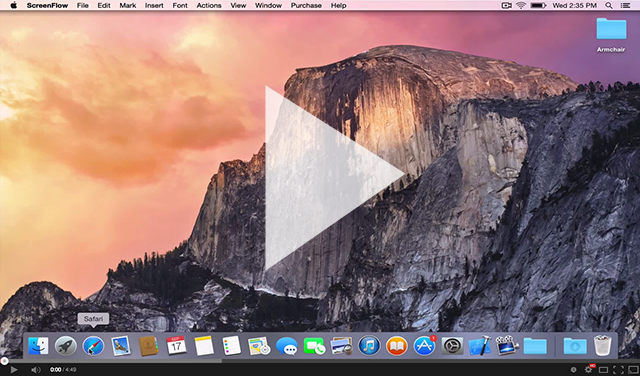 ScreenFlow File Edit Mark Insert Font Actions View Window Purchase Help Wed 2:35 PM
Armchair
Safari
17
0:00 / 4:49